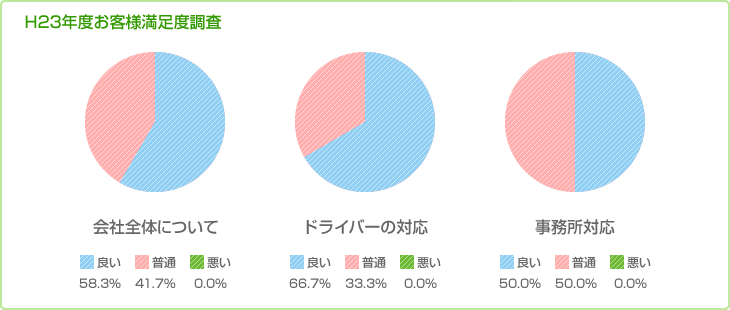 H23年度お客様満足度調査
会社全体について
ドライバーの対応
事務所対応
良い 普通 悪い
58.3% 41.7% 0.0%
良い 普通 悪い
66.7% 33.3% 0.0%
良い 普通 悪い
50.0% 50.0% 0.0%